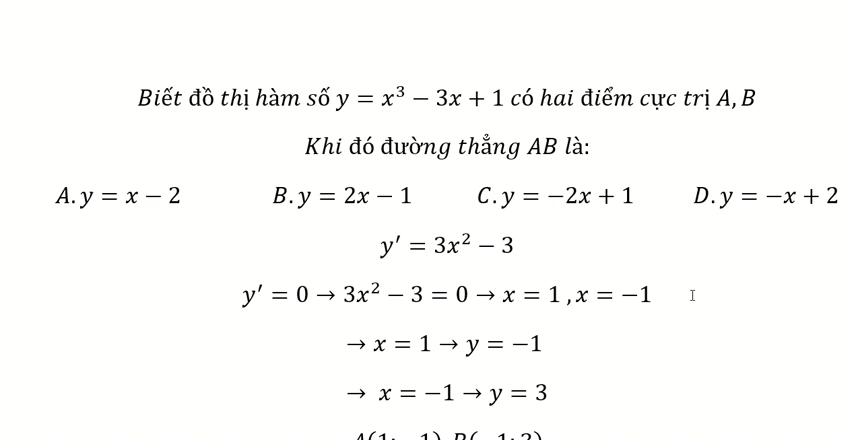 Biết đồ thị hàm số y = x³ − 3x + 1 có hai điểm cực trị A, B
Khi đó đường thẳng AB là:
A. y = x − 2 B. y = 2x − 1 C. y = −2x + 1 D. y = −x + 2
y′ = 3x² − 3
y′ = 0 → 3x² − 3 = 0 → x = 1 , x = −1
→ x = 1 → y = −1
→ x = −1 → y = 3